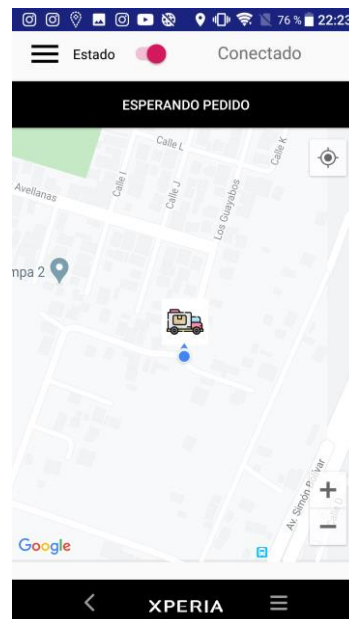 76 % 22:23
Estado Conectado
ESPERANDO PEDIDO
Calle L
Calle K
Avellanas
Calle I
Calle J
Los Guayabos
mpa 2
Av. Simón Bolívar
+
−
Google
XPERIA